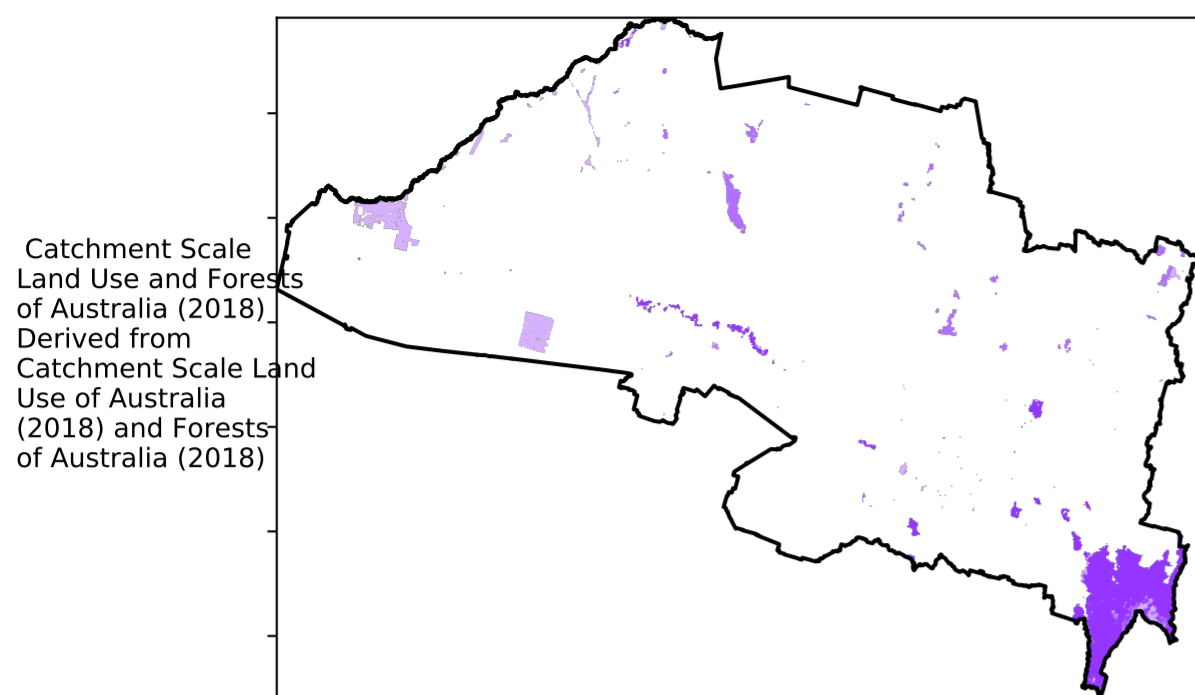 Catchment Scale
Land Use and Forests
of Australia (2018)
Derived from
Catchment Scale Land
Use of Australia
(2018) and Forests
of Australia (2018)